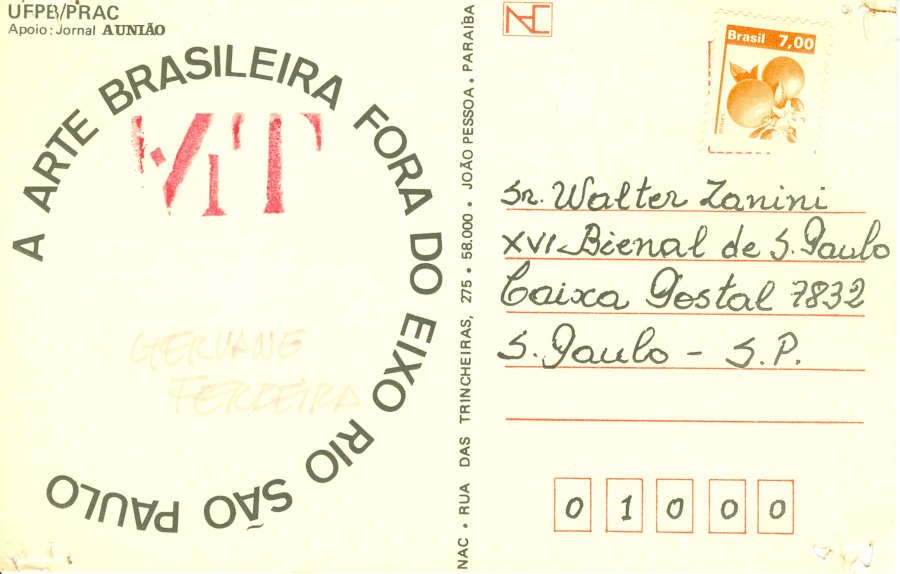 UFPB/PRAC
Apoio: Jornal A UNIÃO
A ARTE BRASILEIRA FORA DO EIXO RIO SÃO PAULO
MT
GERVANE
FERREIRA
NAC • RUA DAS TRINCHEIRAS, 275 • 58.000 • JOÃO PESSOA • PARAÍBA
NAC
Brasil 7,00
Sr. Walter Zanini
XVI Bienal de S. Paulo
Caixa Postal 7832
S. Paulo - S.P.
0 1 0 0 0